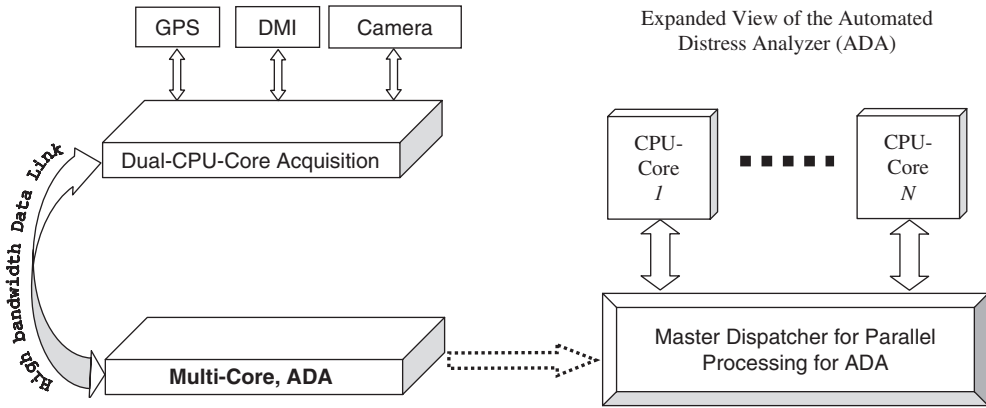 GPS
DMI
Camera
Expanded View of the Automated
Distress Analyzer (ADA)
Dual-CPU-Core Acquisition
CPU-
Core
1
CPU-
Core
N
High bandwidth Data Link
Multi-Core, ADA
Master Dispatcher for Parallel
Processing for ADA